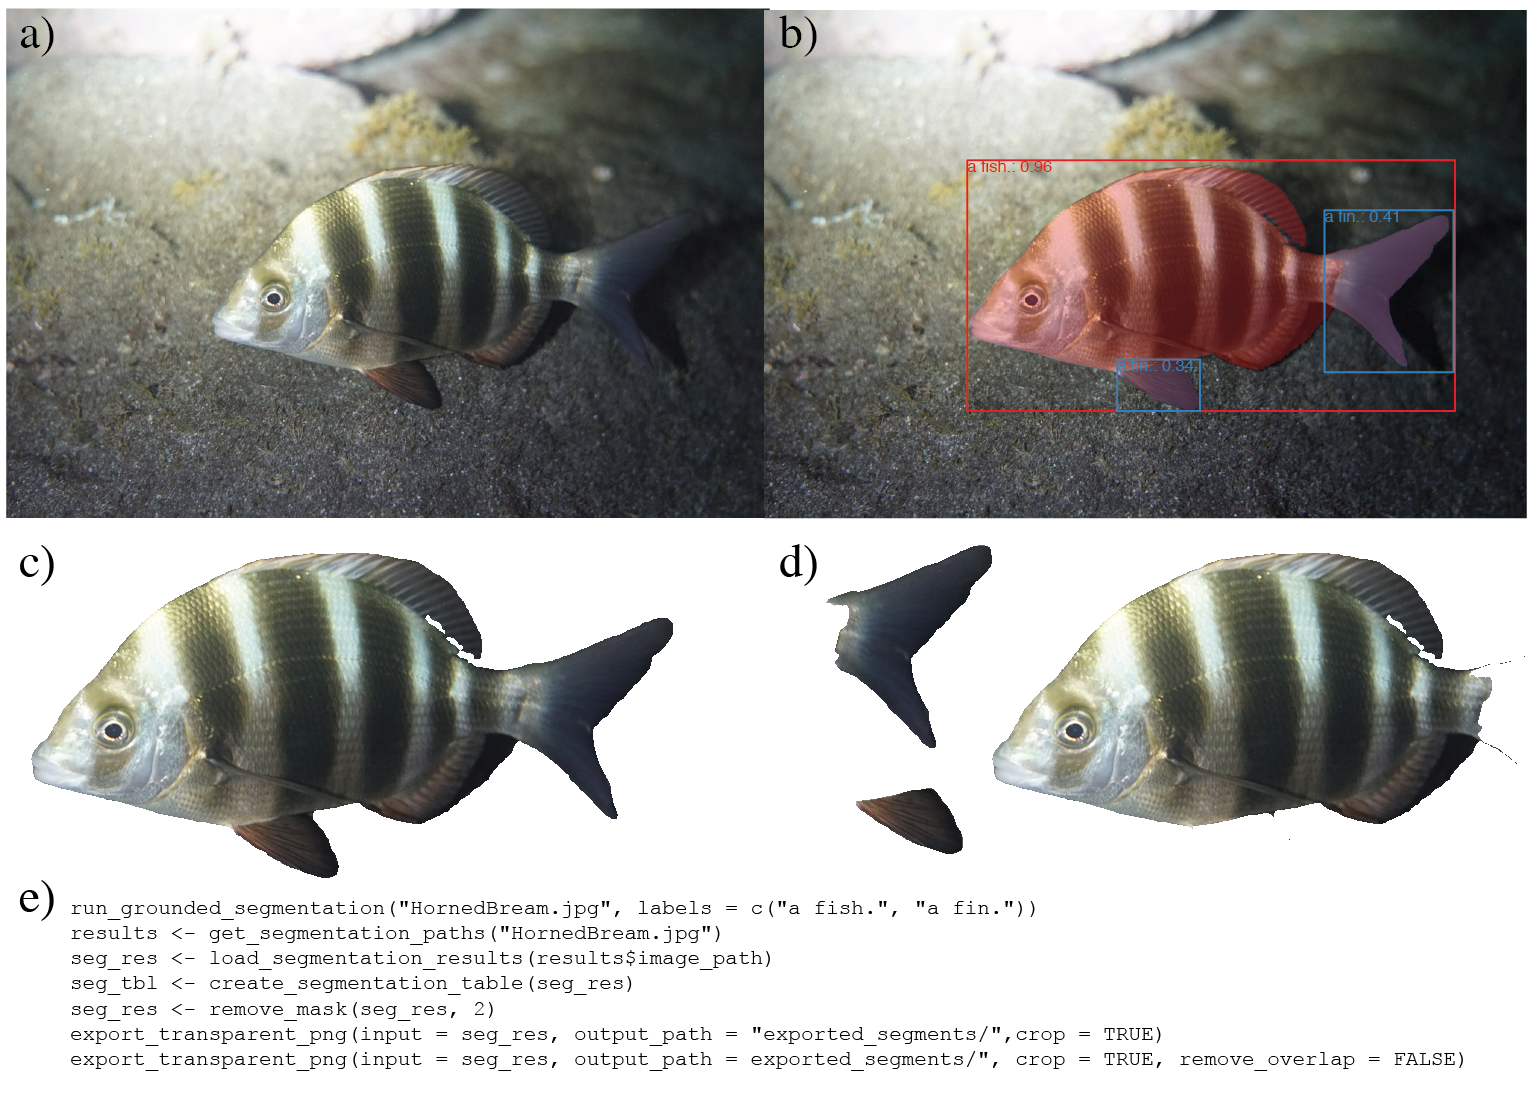 a)
b)
a fish.: 0.96
a fin.: 0.41
a fin.: 0.34
c)
d)
e)
run_grounded_segmentation("HornedBream.jpg", labels = c("a fish.", "a fin."))
results <- get_segmentation_paths("HornedBream.jpg")
seg_res <- load_segmentation_results(results$image_path)
seg_tbl <- create_segmentation_table(seg_res)
seg_res <- remove_mask(seg_res, 2)
export_transparent_png(input = seg_res, output_path = "exported_segments/",crop = TRUE)
export_transparent_png(input = seg_res, output_path = exported_segments/", crop = TRUE, remove_overlap = FALSE)